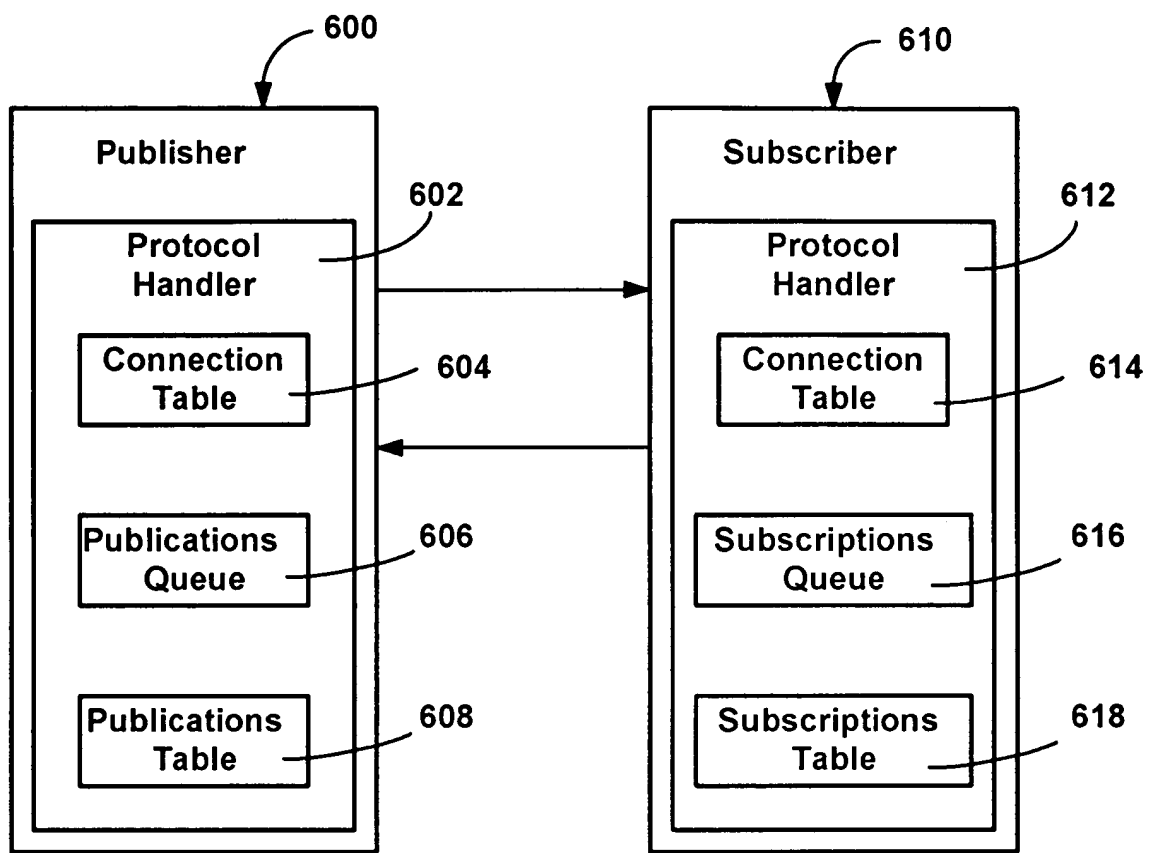 600
610
Publisher
Subscriber
602
612
Protocol
Handler
Protocol
Handler
Connection
Table
604
Connection
Table
614
Publications
Queue
606
Subscriptions
Queue
616
Publications
Table
608
Subscriptions
Table
618